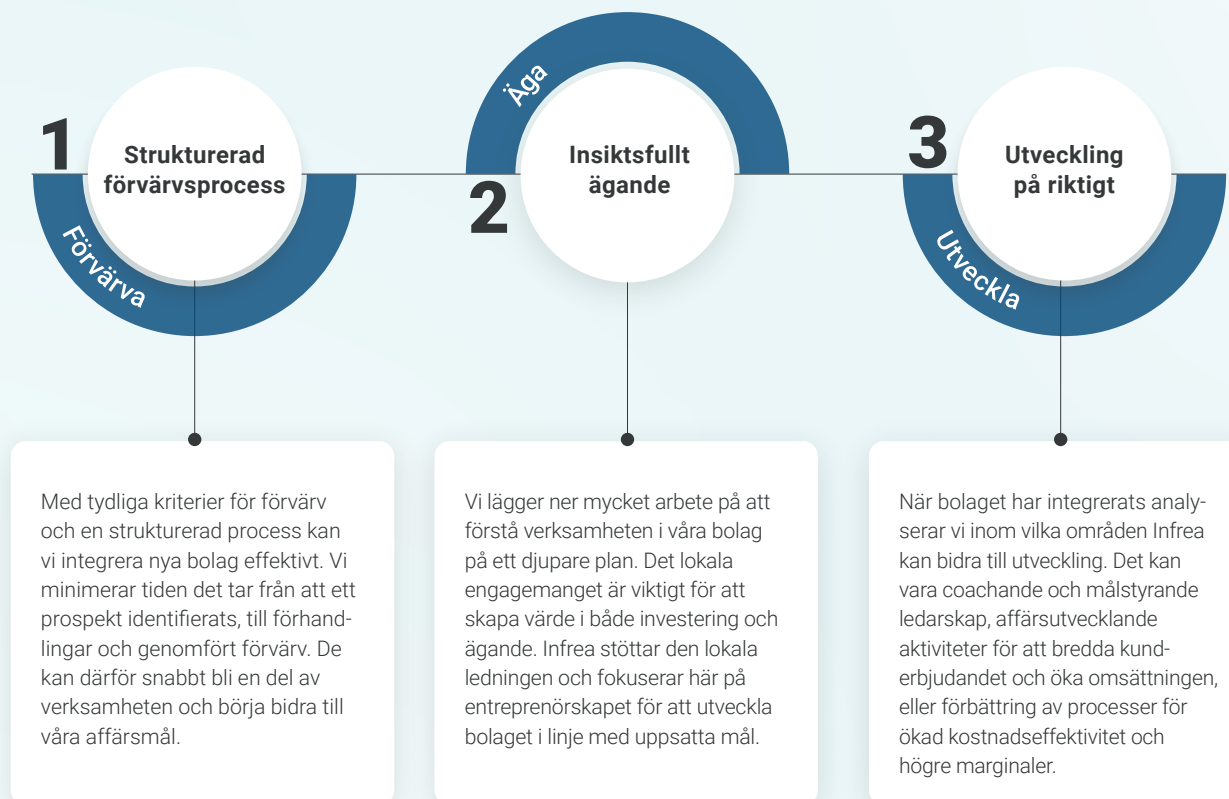 1
Strukturerad
förvärvsprocess
Förvärva
Med tydliga kriterier för förvärv
och en strukturerad process kan
vi integrera nya bolag effektivt. Vi
minimerar tiden det tar från att ett
prospekt identifierats, till förhand-
lingar och genomfört förvärv. De
kan därför snabbt bli en del av
verksamheten och börja bidra till
våra affärsmål.
Äga
2
Insiktsfullt
ägande
Vi lägger ner mycket arbete på att
förstå verksamheten i våra bolag
på ett djupare plan. Det lokala
engagemanget är viktigt för att
skapa värde i både investering och
ägande. Infrea stöttar den lokala
ledningen och fokuserar här på
entreprenörskapet för att utveckla
bolaget i linje med uppsatta mål.
3
Utveckling
på riktigt
Utveckla
När bolaget har integrerats analy-
serar vi inom vilka områden Infrea
kan bidra till utveckling. Det kan
vara coachande och målstyrande
ledarskap, affärsutvecklande
aktiviteter för att bredda kund-
erbjudandet och öka omsättningen,
eller förbättring av processer för
ökad kostnadseffektivitet och
högre marginaler.